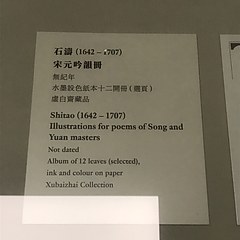 石濤 (1642 – 1707)
宋元吟韻冊
無紀年
水墨設色紙本十二開冊 (選頁)
虛白齋藏品
Shitao (1642 – 1707)
Illustrations for poems of Song and
Yuan masters
Not dated
Album of 12 leaves (selected),
ink and colour on paper
Xubaizhai Collection